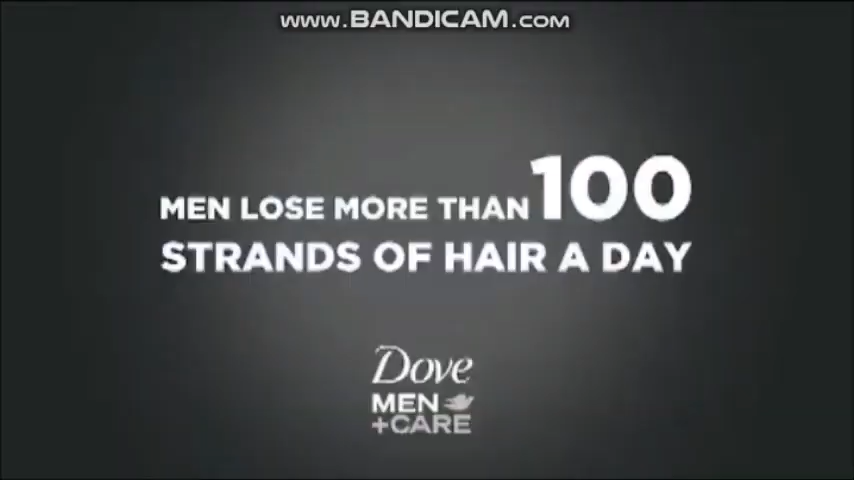 www.BANDICAM.com
MEN LOSE MORE THAN 100
STRANDS OF HAIR A DAY
Dove
MEN
+CARE